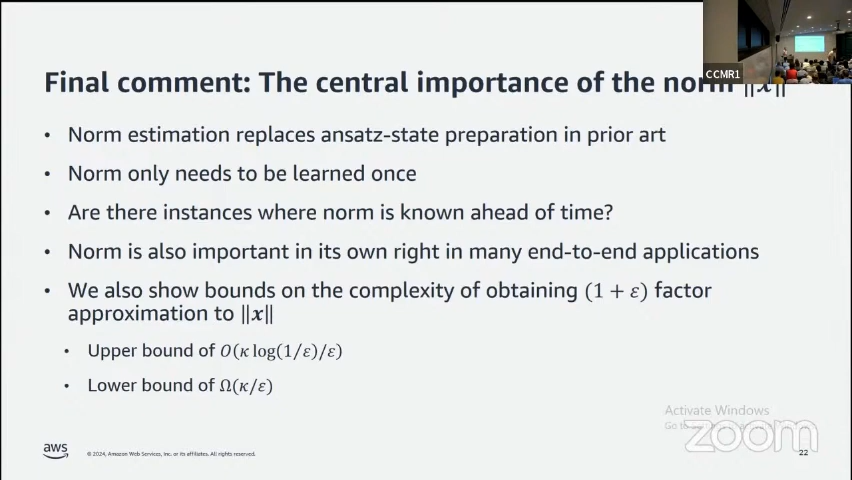 CCMR1
Final comment: The central importance of the norm ‖x‖
• Norm estimation replaces ansatz-state preparation in prior art
• Norm only needs to be learned once
• Are there instances where norm is known ahead of time?
• Norm is also important in its own right in many end-to-end applications
• We also show bounds on the complexity of obtaining (1 + ε) factor
approximation to ‖x‖
• Upper bound of O(κ log(1/ε)/ε)
• Lower bound of Ω(κ/ε)
Activate Windows
Go to
zoom
aws
© 2024, Amazon Web Services, Inc. or its affiliates. All rights reserved.
22